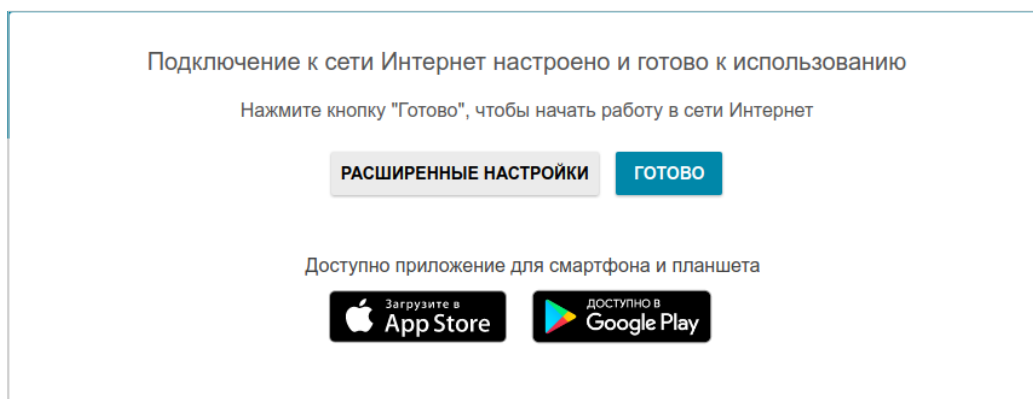 Подключение к сети Интернет настроено и готово к использованию
Нажмите кнопку "Готово", чтобы начать работу в сети Интернет
РАСШИРЕННЫЕ НАСТРОЙКИ ГОТОВО
Доступно приложение для смартфона и планшета
Загрузите в
App Store
ДОСТУПНО В
Google Play